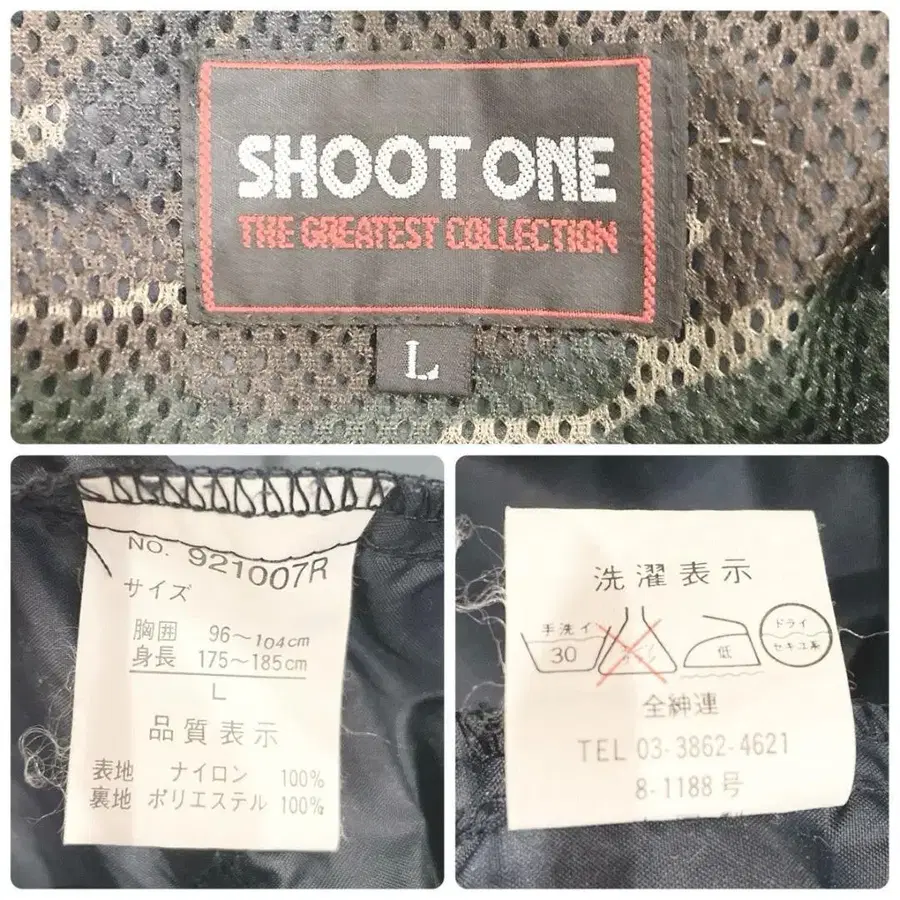 SHOOT ONE
THE GREATEST COLLECTION
L
NO. 921007R
サイズ
胸囲 96～104cm
身長 175～185cm
L
品質表示
表地 ナイロン 100%
裏地 ポリエステル 100%
洗濯表示
手洗イ
30
低
ドライ
セキユ系
全紳連
TEL 03-3862-4621
8-1188号